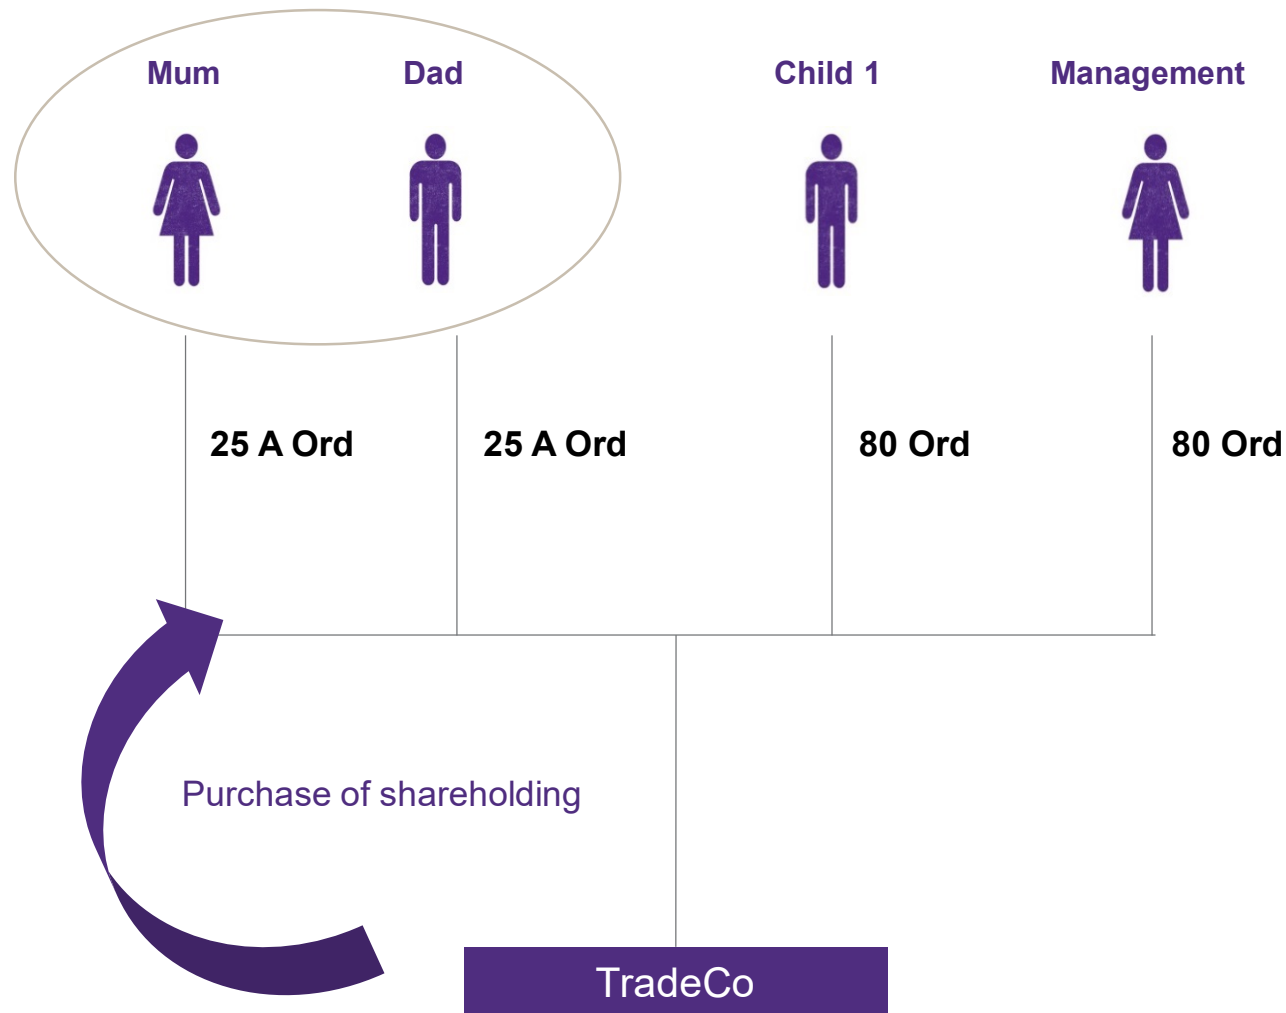 Mum
Dad
Child 1
Management
25 A Ord
25 A Ord
80 Ord
80 Ord
Purchase of shareholding
TradeCo